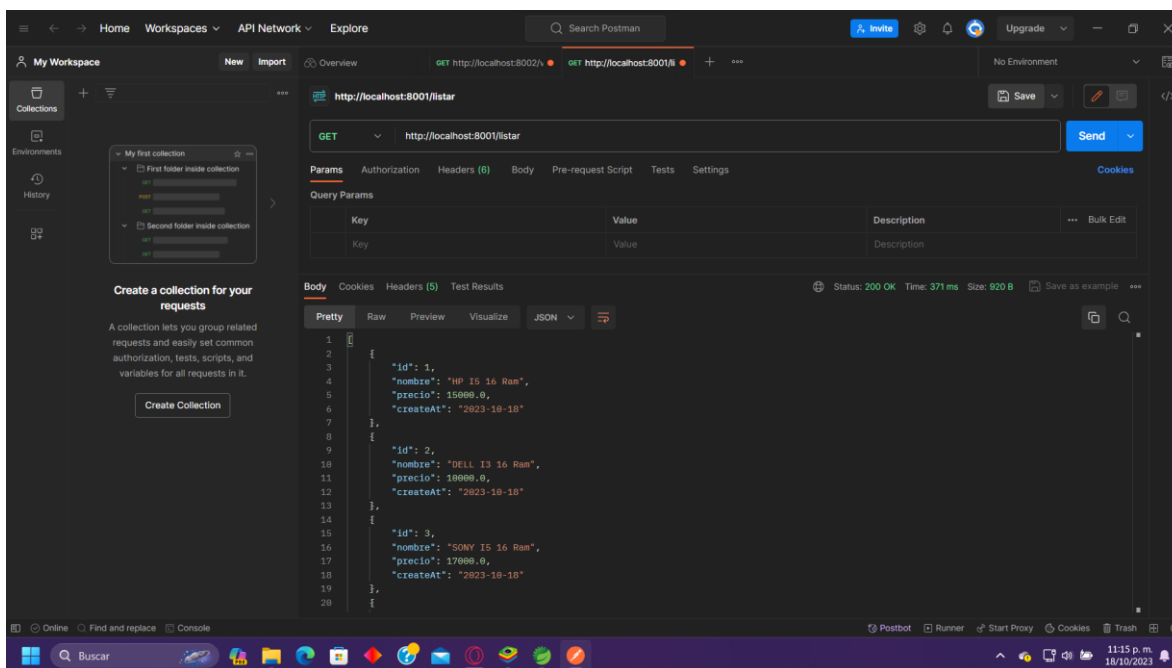 Home Workspaces API Network Explore Search Postman Invite Upgrade
My Workspace New Import Overview GET http://localhost:8002/v GET http://localhost:8001/li No Environment
Collections
Environments
History
My first collection
First folder inside collection
GET
POST
GET
Second folder inside collection
GET
GET
Create a collection for your
requests
A collection lets you group related
requests and easily set common
authorization, tests, scripts, and
variables for all requests in it.
Create Collection
http://localhost:8001/listar Save
GET http://localhost:8001/listar Send
Params Authorization Headers (6) Body Pre-request Script Tests Settings Cookies
Query Params
Key Value Description Bulk Edit
Key Value Description
Body Cookies Headers (5) Test Results Status: 200 OK Time: 371 ms Size: 920 B Save as example
Pretty Raw Preview Visualize JSON
1 [
2 {
3 "id": 1,
4 "nombre": "HP I5 16 Ram",
5 "precio": 15000.0,
6 "createAt": "2023-10-18"
7 },
8 {
9 "id": 2,
10 "nombre": "DELL I3 16 Ram",
11 "precio": 10000.0,
12 "createAt": "2023-10-18"
13 },
14 {
15 "id": 3,
16 "nombre": "SONY I5 16 Ram",
17 "precio": 17000.0,
18 "createAt": "2023-10-18"
19 },
20 {
Online Find and replace Console Postbot Runner Start Proxy Cookies Trash
Buscar 11:15 p. m.
18/10/2023